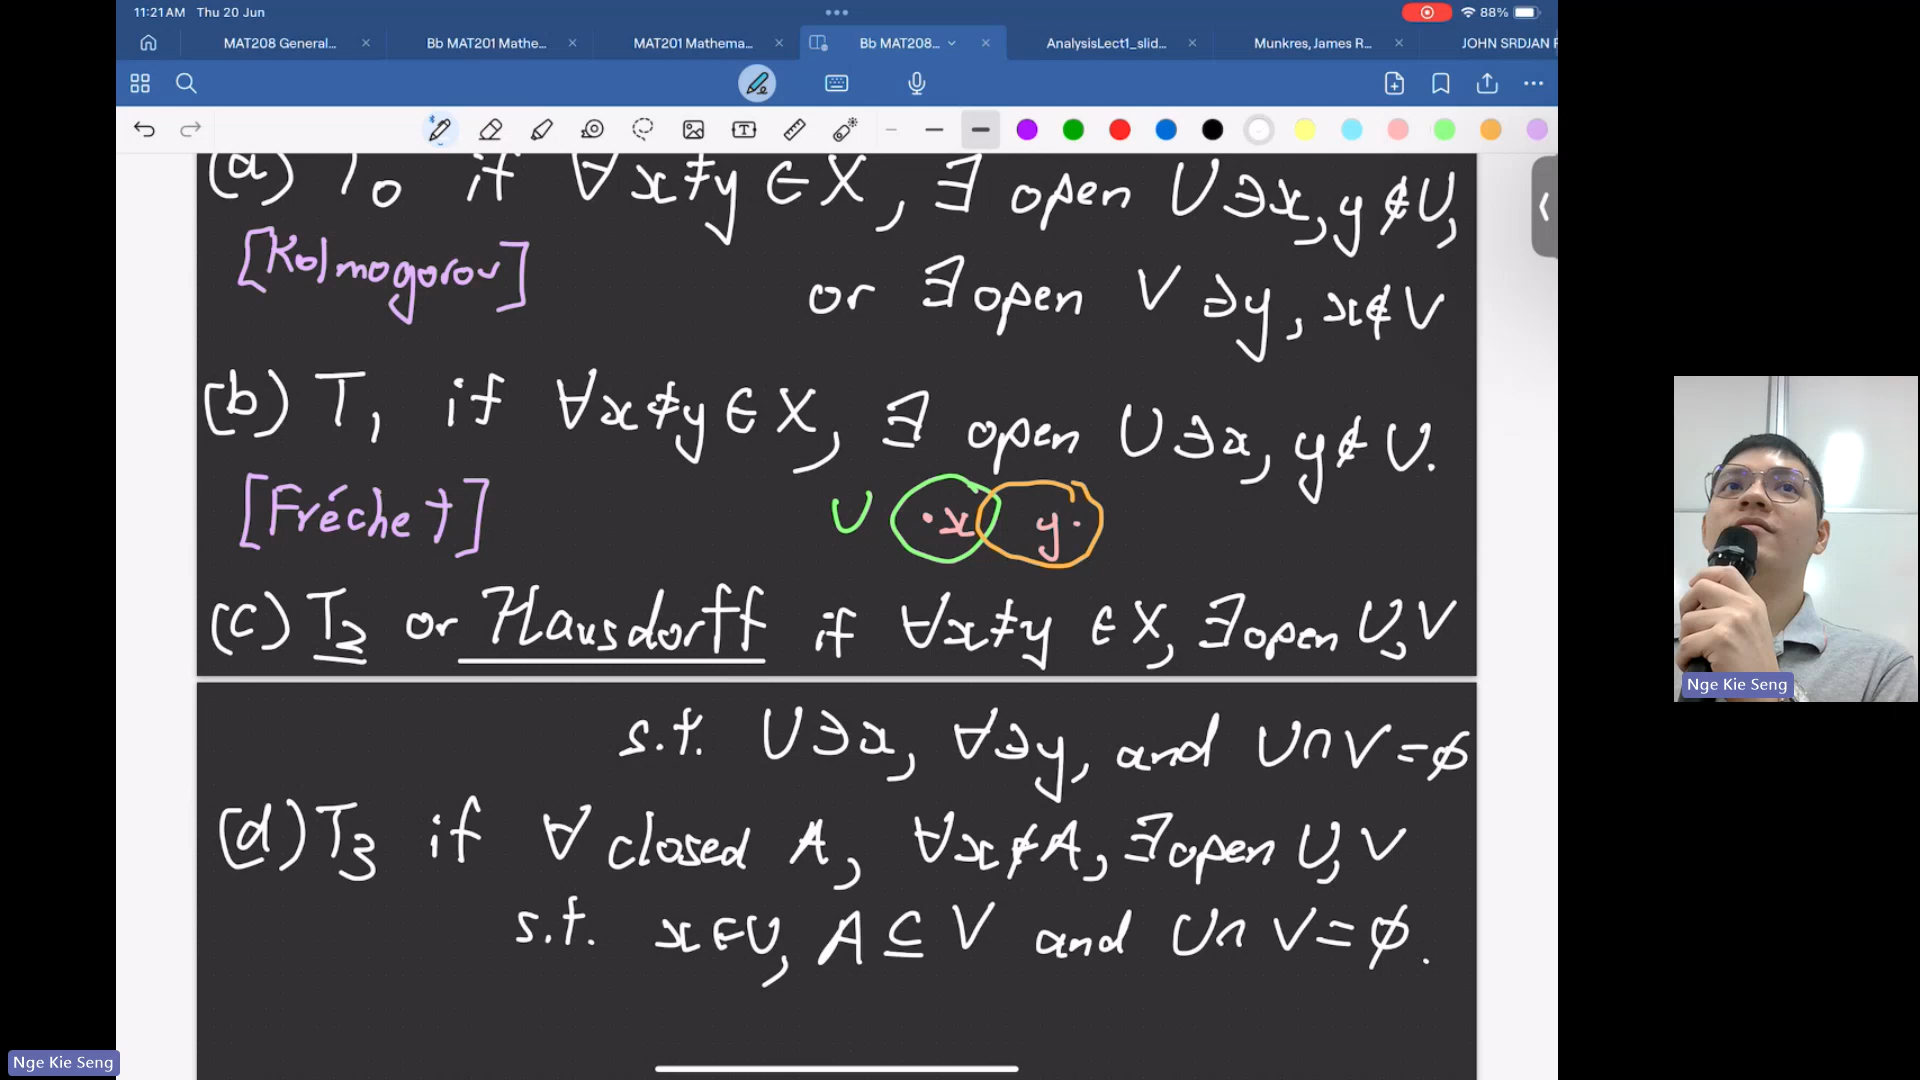 11:21AM Thu 20 Jun
88%
MAT208 General...
Bb MAT201 Mathe...
MAT201 Mathema...
Bb MAT208...
AnalysisLect1_slid...
Munkres, James R...
JOHN SRDJAN P
(a) T₀ if ∀x≠y ∈ X, ∃ open U∋x, y∉U,
[Kolmogorov]
or ∃ open V ∋y, x∉V
(b) T₁ if ∀x≠y ∈ X, ∃ open U∋x, y∉U.
[Fréchet]
U •x y•
(c) T₂ or Hausdorff if ∀x≠y ∈ X, ∃ open U, V
s.t. U∋x, ∀∋y, and U∩V=∅
(d) T₃ if ∀ closed A, ∀x∉A, ∃ open U, V
s.t. x∈U, A⊆V and U∩V=∅.
Nge Kie Seng
Nge Kie Seng